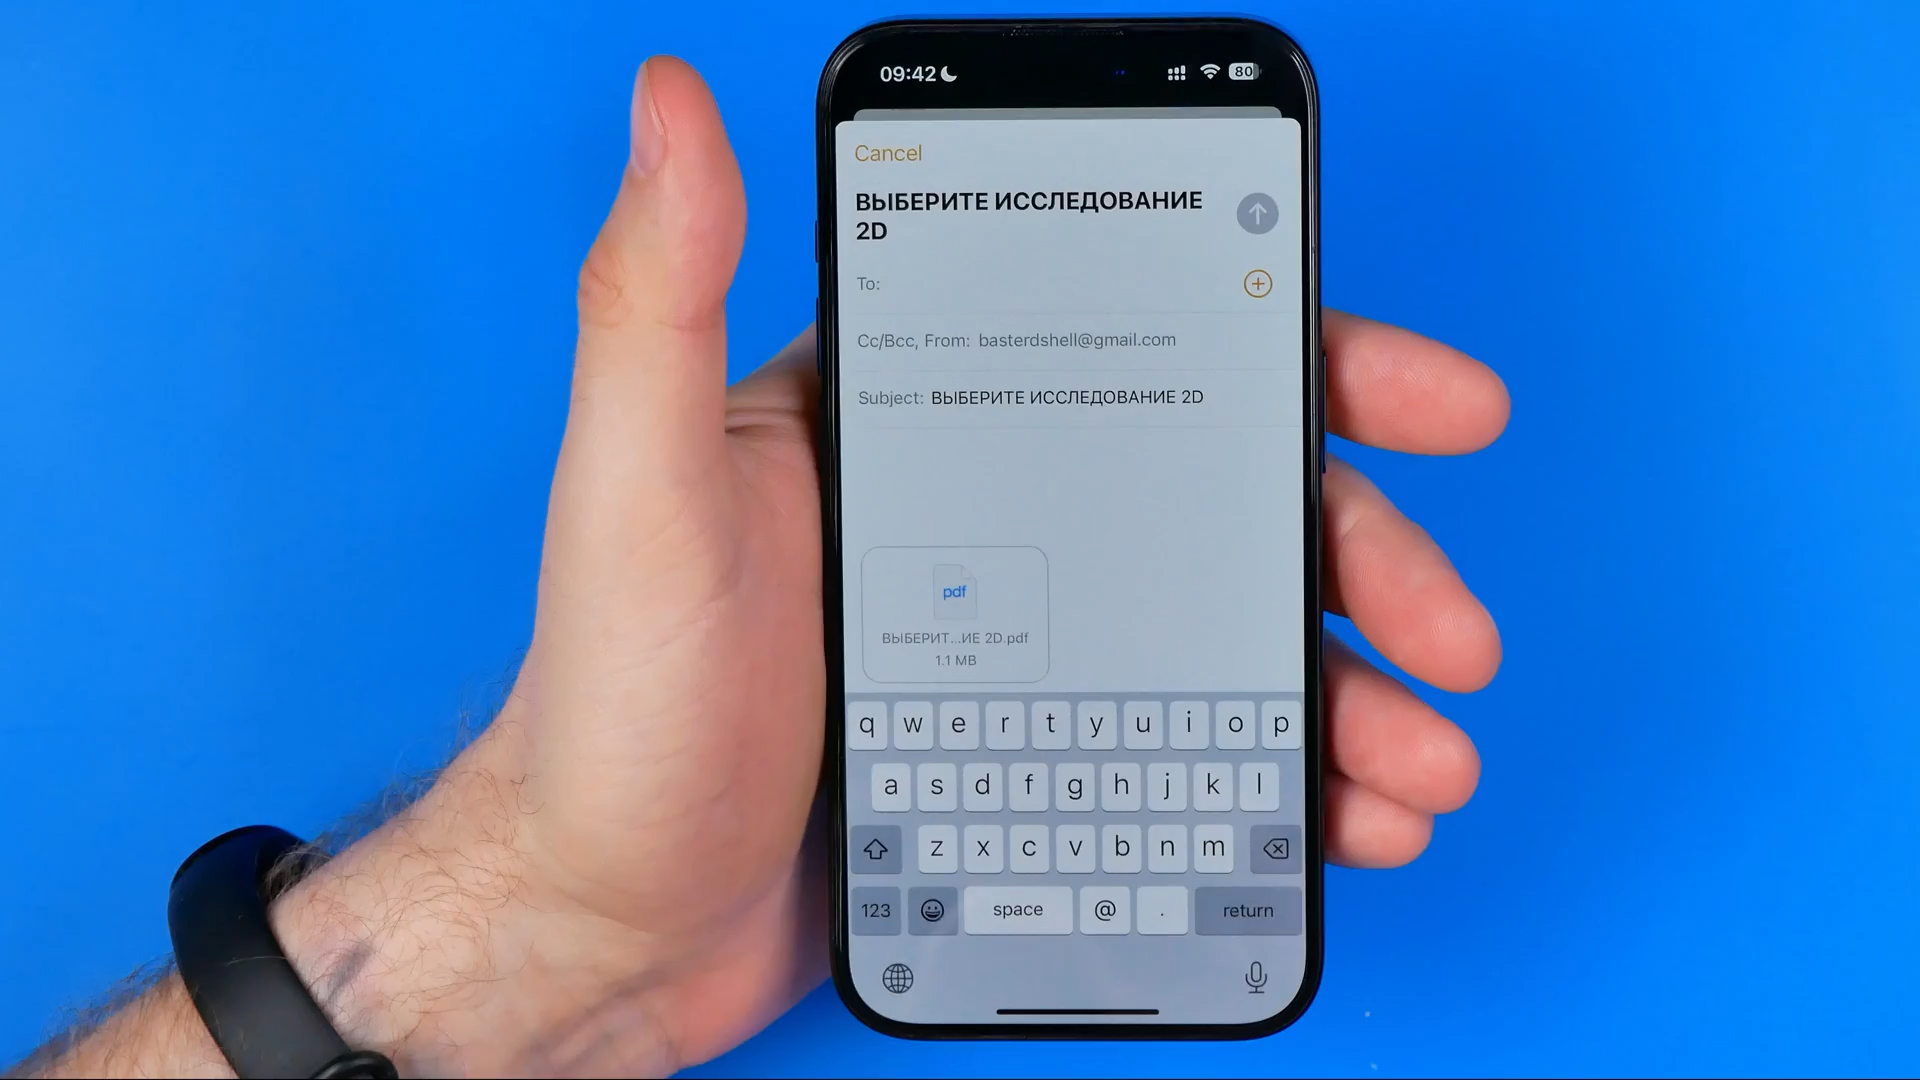 09:42
80
Cancel
ВЫБЕРИТЕ ИССЛЕДОВАНИЕ
2D
To:
Cc/Bcc, From: basterdshell@gmail.com
Subject: ВЫБЕРИТЕ ИССЛЕДОВАНИЕ 2D
pdf
ВЫБЕРИТ...ИЕ 2D.pdf
1.1 MB
q w e r t y u i o p
a s d f g h j k l
z x c v b n m
123 space @ . return